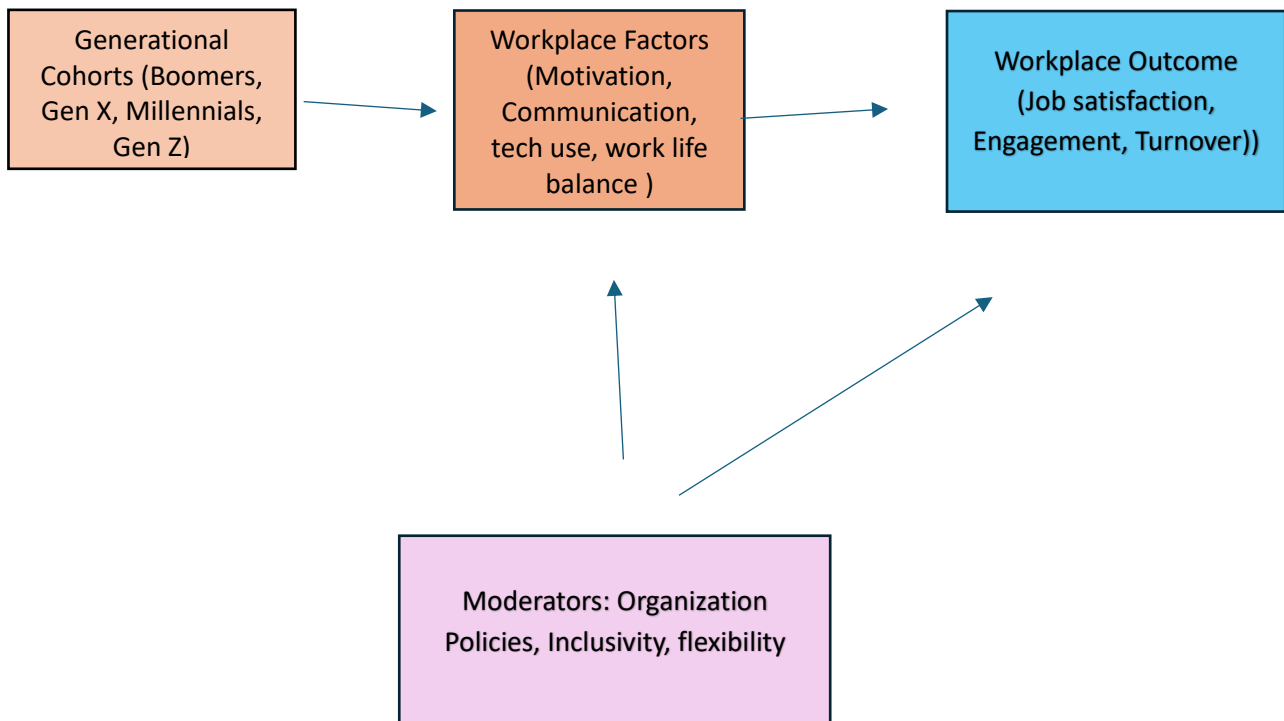 Generational
Cohorts (Boomers,
Gen X, Millennials,
Gen Z)
Workplace Factors
(Motivation,
Communication,
tech use, work life
balance )
Workplace Outcome
(Job satisfaction,
Engagement, Turnover))
Moderators: Organization
Policies, Inclusivity, flexibility